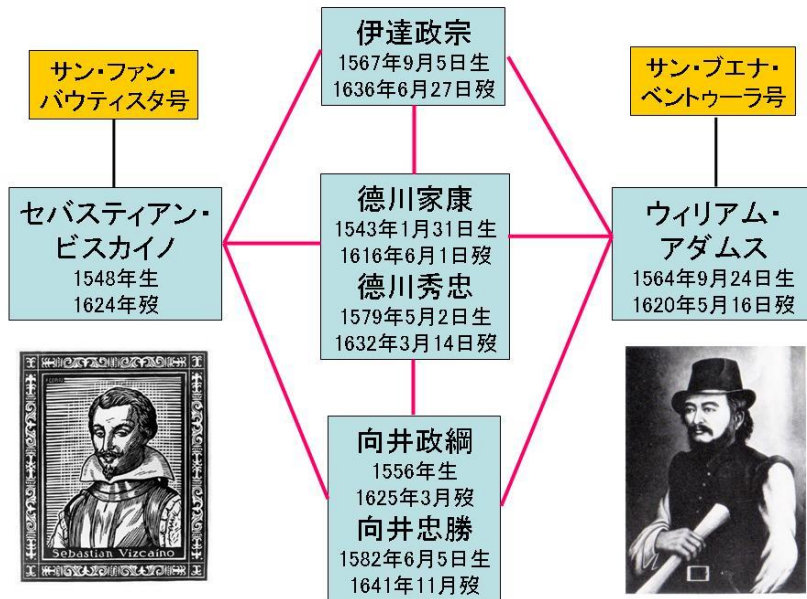 サン・ファン・
バウティスタ号
セバスティアン・
ビスカイノ
1548年生
1624年歿
Sebastian Vizcaíno
伊達政宗
1567年9月5日生
1636年6月27日歿
徳川家康
1543年1月31日生
1616年6月1日歿
徳川秀忠
1579年5月2日生
1632年3月14日歿
向井政綱
1556年生
1625年3月歿
向井忠勝
1582年6月5日生
1641年11月歿
サン・ブエナ・
ベントゥーラ号
ウィリアム・
アダムス
1564年9月24日生
1620年5月16日歿